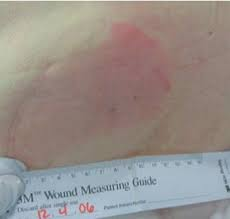 3M™ Wound Measuring Guide
Discard after single use
12.4.06